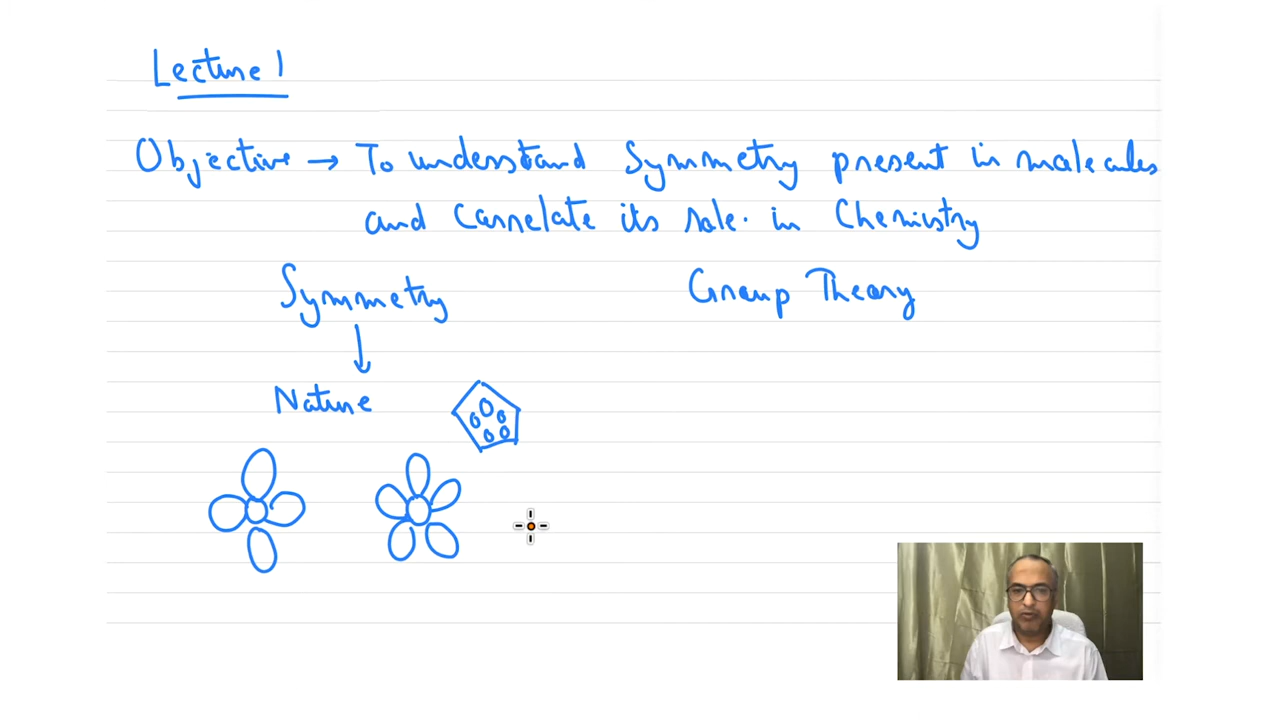 Lecture 1
Objective → To understand Symmetry present in molecules
and correlate its role. in Chemistry
Symmetry Group Theory
↓
Nature